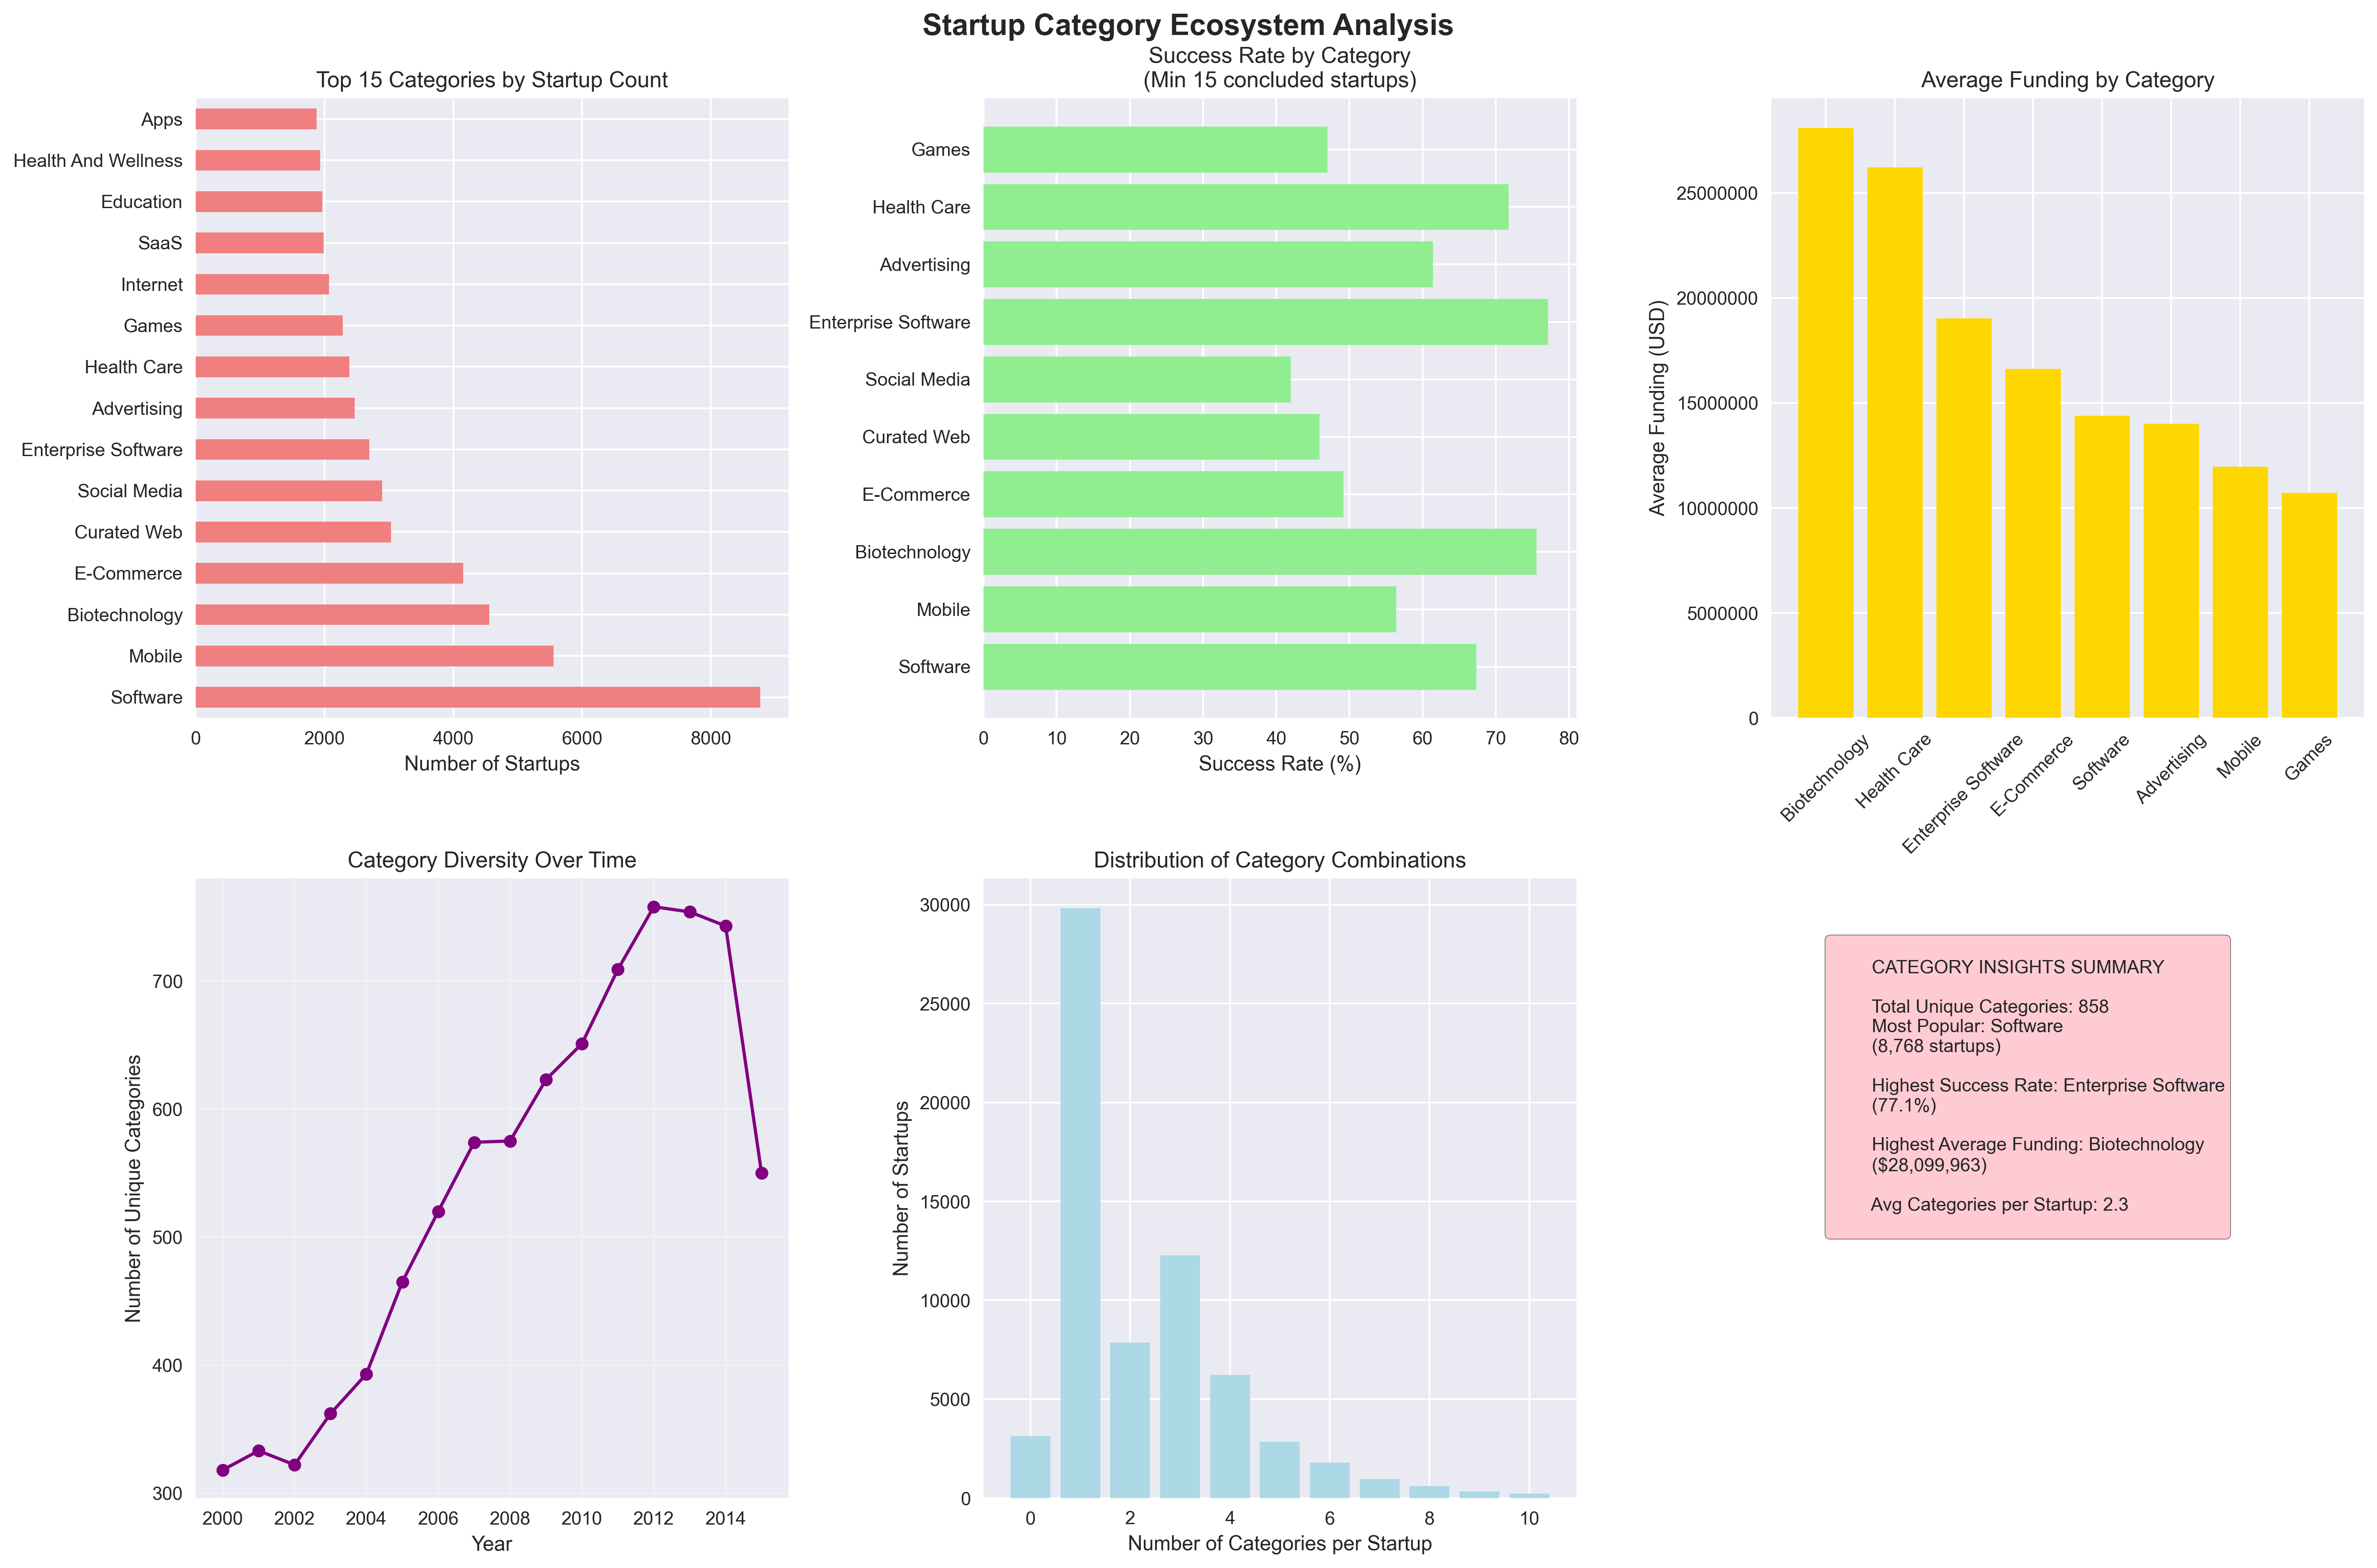 Startup Category Ecosystem Analysis
Top 15 Categories by Startup Count
Apps
Health And Wellness
Education
SaaS
Internet
Games
Health Care
Advertising
Enterprise Software
Social Media
Curated Web
E-Commerce
Biotechnology
Mobile
Software
0 2000 4000 6000 8000
Number of Startups
Success Rate by Category
(Min 15 concluded startups)
Games
Health Care
Advertising
Enterprise Software
Social Media
Curated Web
E-Commerce
Biotechnology
Mobile
Software
0 10 20 30 40 50 60 70 80
Success Rate (%)
Average Funding by Category
Average Funding (USD)
25000000
20000000
15000000
10000000
5000000
0
Biotechnology
Health Care
Enterprise Software
E-Commerce
Software
Advertising
Mobile
Games
Category Diversity Over Time
Number of Unique Categories
700
600
500
400
300
2000 2002 2004 2006 2008 2010 2012 2014
Year
Distribution of Category Combinations
Number of Startups
30000
25000
20000
15000
10000
5000
0
0 2 4 6 8 10
Number of Categories per Startup
CATEGORY INSIGHTS SUMMARY
Total Unique Categories: 858
Most Popular: Software
(8,768 startups)
Highest Success Rate: Enterprise Software
(77.1%)
Highest Average Funding: Biotechnology
($28,099,963)
Avg Categories per Startup: 2.3